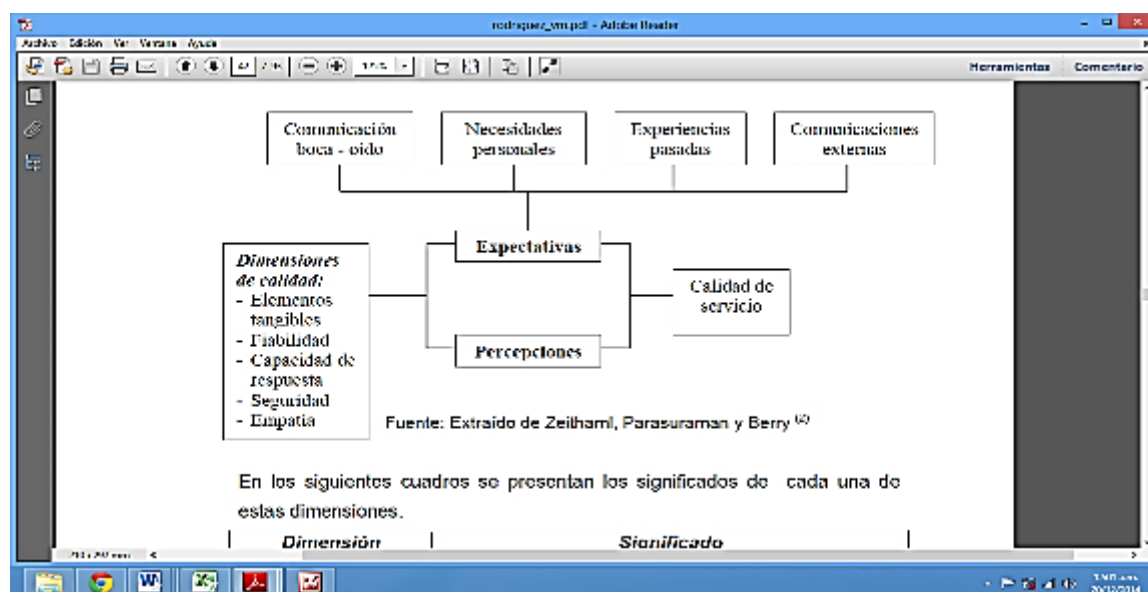 rodriguez_vm.pdf - Adobe Reader
Archivo Edición Ver Ventana Ayuda
Herramientas Comentario
Comunicación
boca - oído
Necesidades
personales
Experiencias
pasadas
Comunicaciones
externas
Expectativas
Dimensiones
de calidad:
- Elementos
tangibles
- Fiabilidad
- Capacidad de
respuesta
- Seguridad
- Empatía
Calidad de
servicio
Percepciones
Fuente: Extraído de Zeithaml, Parasuraman y Berry (2)
En los siguientes cuadros se presentan los significados de cada una de
estas dimensiones.
Dimensión Significado